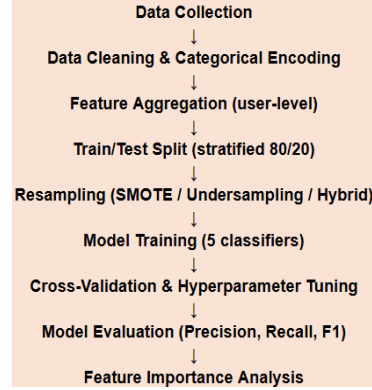 Data Collection
↓
Data Cleaning & Categorical Encoding
↓
Feature Aggregation (user-level)
↓
Train/Test Split (stratified 80/20)
↓
Resampling (SMOTE / Undersampling / Hybrid)
↓
Model Training (5 classifiers)
↓
Cross-Validation & Hyperparameter Tuning
↓
Model Evaluation (Precision, Recall, F1)
↓
Feature Importance Analysis